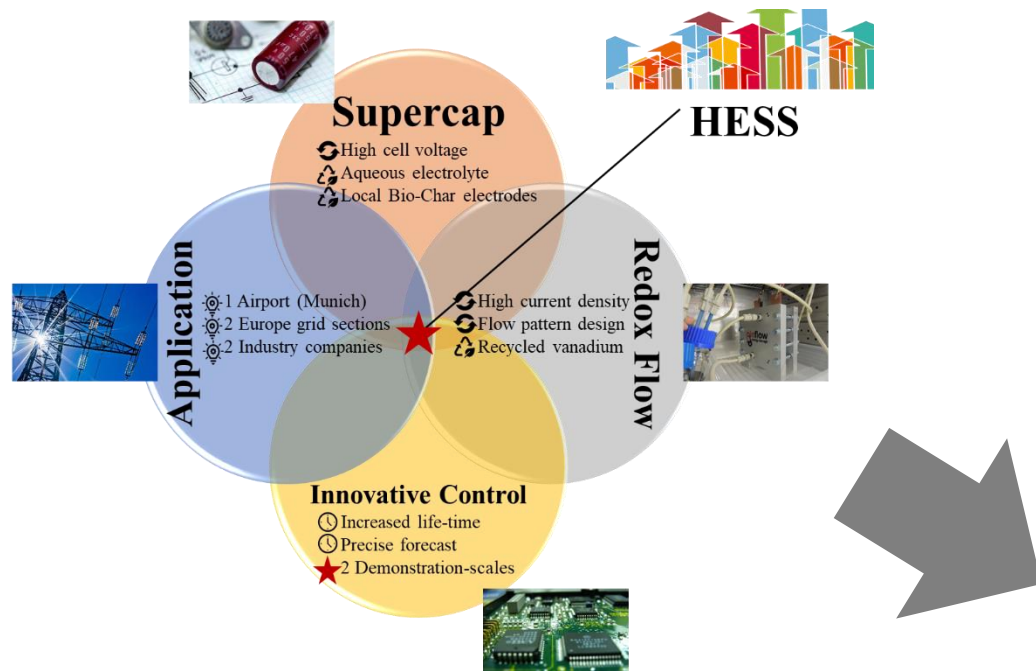 Supercap
High cell voltage
Aqueous electrolyte
Local Bio-Char electrodes
HESS
Application
1 Airport (Munich)
2 Europe grid sections
2 Industry companies
High current density
Flow pattern design
Recycled vanadium
Redox Flow
Innovative Control
Increased life-time
Precise forecast
2 Demonstration-scales